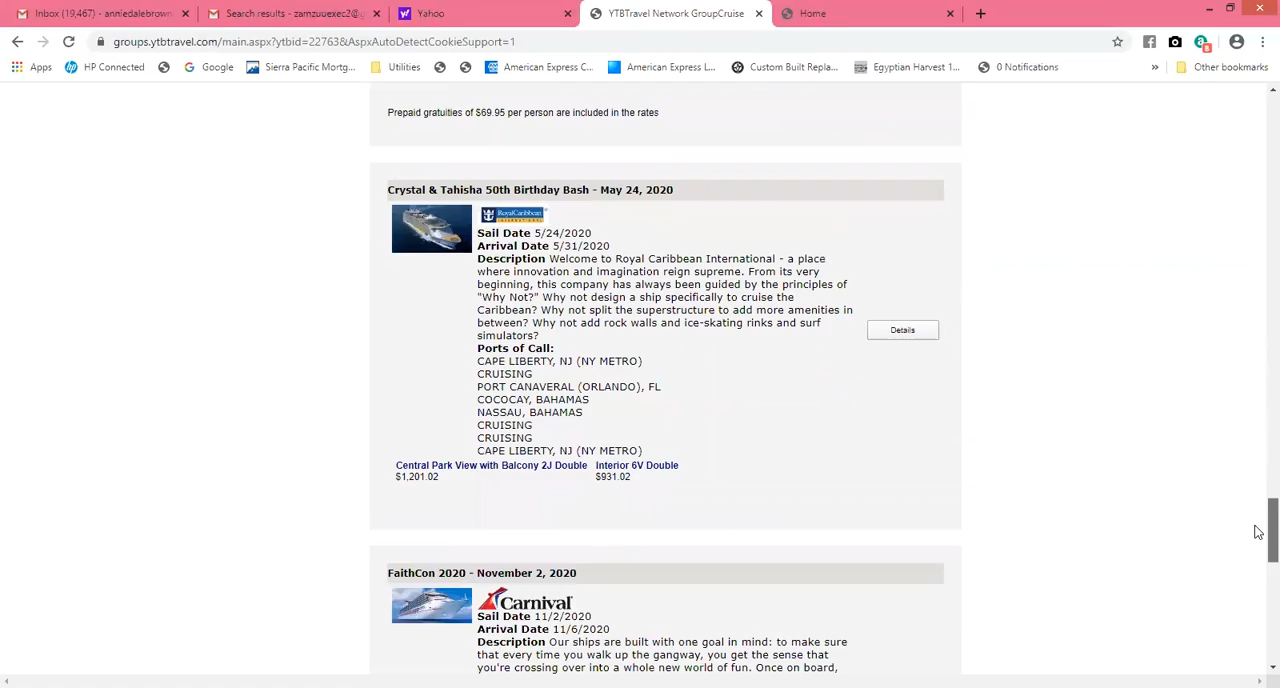 Inbox (19,467) - anniedalebrown
Search results - zamzuuexec2@g
Yahoo
YTBTravel Network GroupCruise
Home
groups.ytbtravel.com/main.aspx?ytbid=22763&AspxAutoDetectCookieSupport=1
Apps
HP Connected
Google
Sierra Pacific Mortg...
Utilities
American Express C...
American Express L...
Custom Built Repla...
Egyptian Harvest 1...
0 Notifications
»
Other bookmarks
Prepaid gratuities of $69.95 per person are included in the rates
Crystal & Tahisha 50th Birthday Bash - May 24, 2020
RoyalCaribbean
Sail Date 5/24/2020
Arrival Date 5/31/2020
Description Welcome to Royal Caribbean International - a place
where innovation and imagination reign supreme. From its very
beginning, this company has always been guided by the principles of
"Why Not?" Why not design a ship specifically to cruise the
Caribbean? Why not split the superstructure to add more amenities in
between? Why not add rock walls and ice-skating rinks and surf
simulators?
Details
Ports of Call:
CAPE LIBERTY, NJ (NY METRO)
CRUISING
PORT CANAVERAL (ORLANDO), FL
COCOCAY, BAHAMAS
NASSAU, BAHAMAS
CRUISING
CRUISING
CAPE LIBERTY, NJ (NY METRO)
Central Park View with Balcony 2J Double Interior 6V Double
$1,201.02 $931.02
FaithCon 2020 - November 2, 2020
Carnival
Sail Date 11/2/2020
Arrival Date 11/6/2020
Description Our ships are built with one goal in mind: to make sure
that every time you walk up the gangway, you get the sense that
you're crossing over into a whole new world of fun. Once on board,